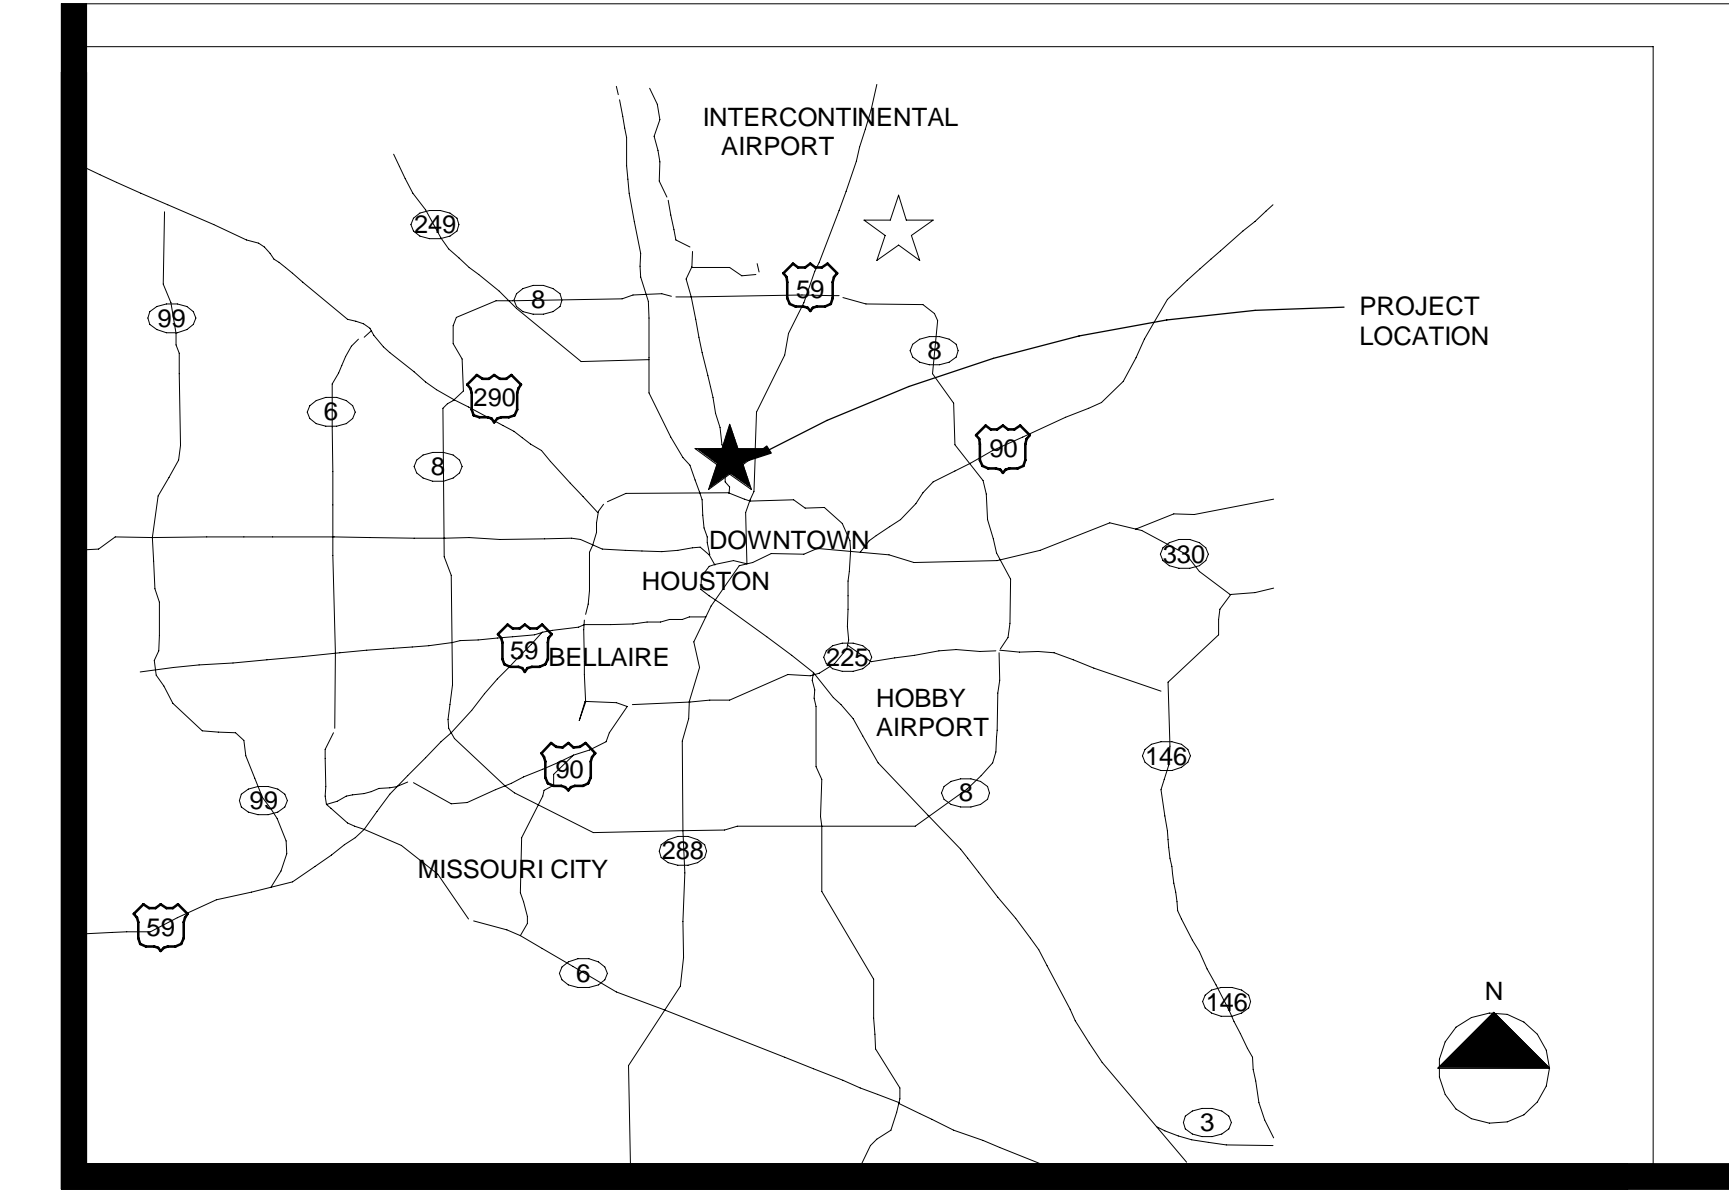 INTERCONTINENTAL
AIRPORT
249
59
8
PROJECT
LOCATION
99
8
290
6
90
8
DOWNTOWN
330
HOUSTON
59
BELLAIRE
225
HOBBY
AIRPORT
146
90
8
99
288
MISSOURI CITY
59
6
N
146
3